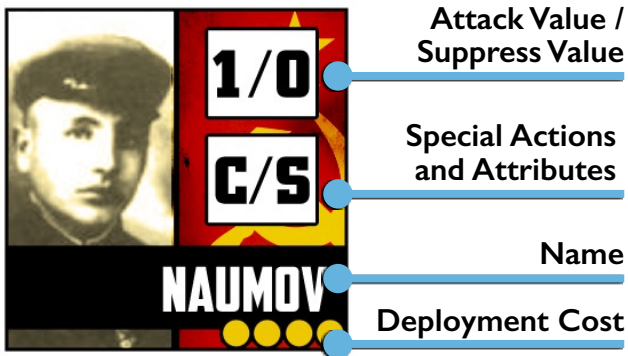 1/0
Attack Value /
Suppress Value
C/S
Special Actions
and Attributes
NAUMOV
Name
Deployment Cost